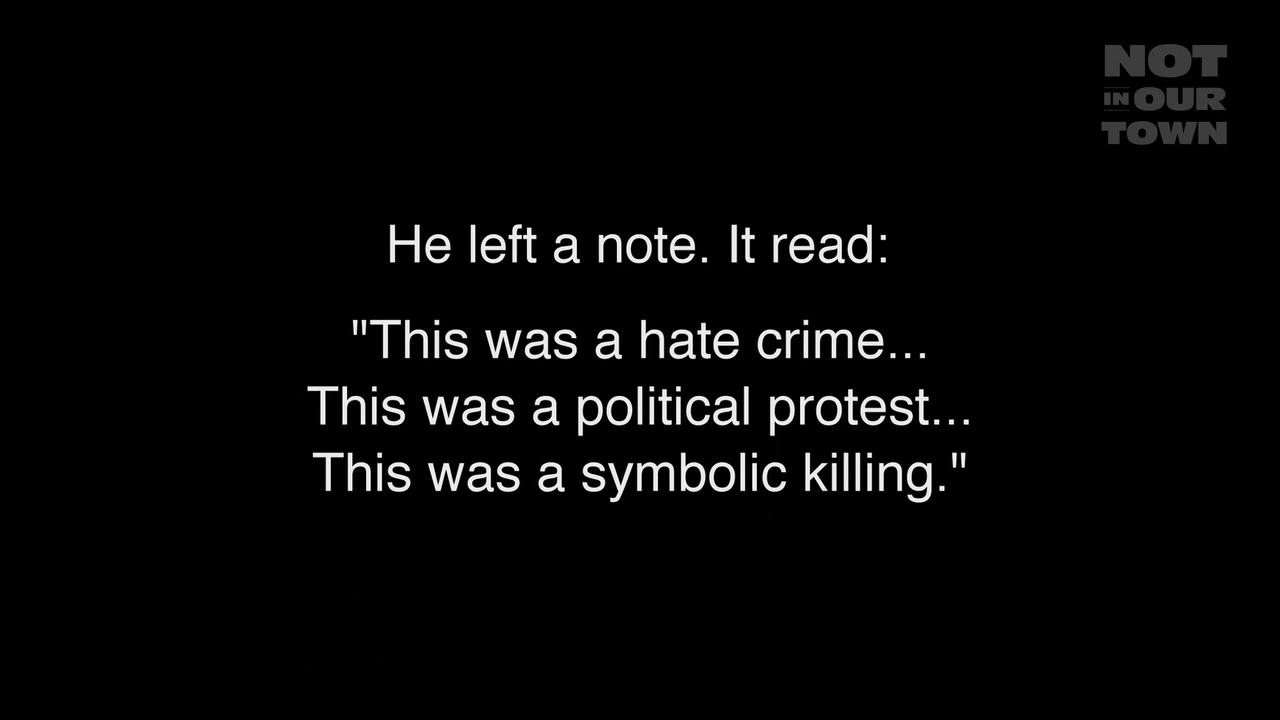 NOT
IN OUR
TOWN
He left a note. It read:
"This was a hate crime...
This was a political protest...
This was a symbolic killing."